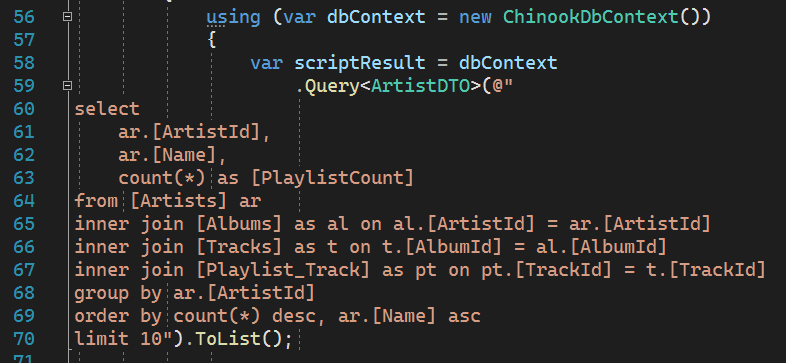 56 using (var dbContext = new ChinookDbContext())
57 {
58 var scriptResult = dbContext
59 .Query<ArtistDTO>(@"
60 select
61 ar.[ArtistId],
62 ar.[Name],
63 count(*) as [PlaylistCount]
64 from [Artists] ar
65 inner join [Albums] as al on al.[ArtistId] = ar.[ArtistId]
66 inner join [Tracks] as t on t.[AlbumId] = al.[AlbumId]
67 inner join [Playlist_Track] as pt on pt.[TrackId] = t.[TrackId]
68 group by ar.[ArtistId]
69 order by count(*) desc, ar.[Name] asc
70 limit 10").ToList();
71